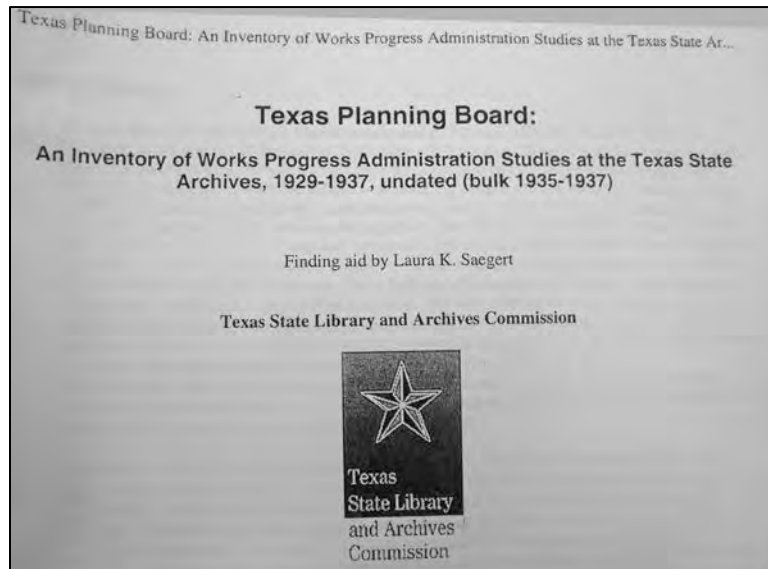 Texas Planning Board: An Inventory of Works Progress Administration Studies at the Texas State Ar...
Texas Planning Board:
An Inventory of Works Progress Administration Studies at the Texas State
Archives, 1929-1937, undated (bulk 1935-1937)
Finding aid by Laura K. Saegert
Texas State Library and Archives Commission
Texas
State Library
and Archives
Commission